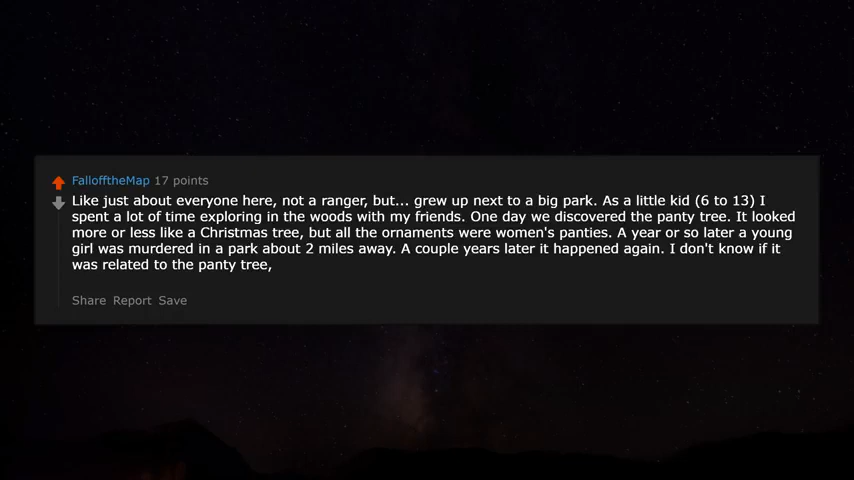 FallofftheMap 17 points
Like just about everyone here, not a ranger, but... grew up next to a big park. As a little kid (6 to 13) I
spent a lot of time exploring in the woods with my friends. One day we discovered the panty tree. It looked
more or less like a Christmas tree, but all the ornaments were women's panties. A year or so later a young
girl was murdered in a park about 2 miles away. A couple years later it happened again. I don't know if it
was related to the panty tree,
Share Report Save